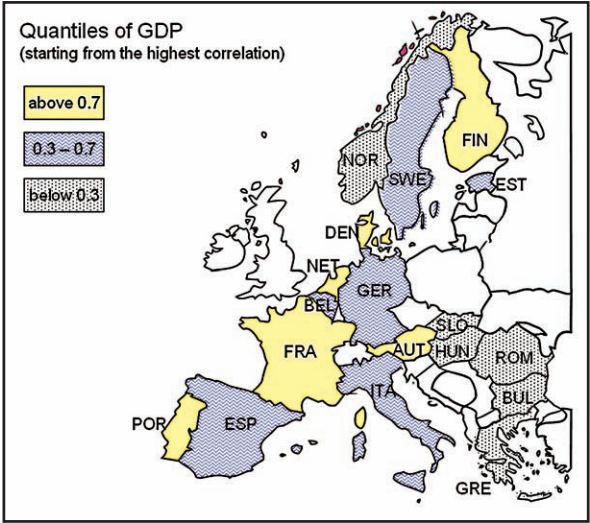 Quantiles of GDP
(starting from the highest correlation)
above 0.7
0.3 – 0.7
below 0.3
FIN
NOR
SWE
EST
DEN
NET
GER
BEL
SLO
FRA
AUT
HUN
ROM
ITA
BUL
POR
ESP
GRE